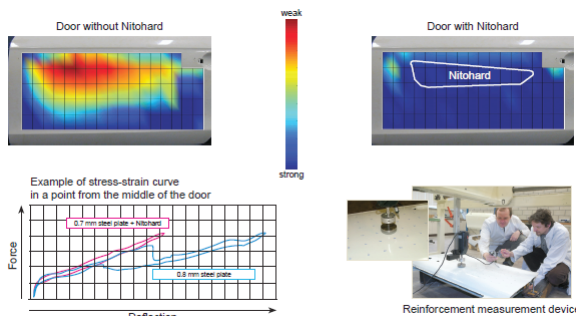 Door without Nitohard
weak
strong
Door with Nitohard
Nitohard
Example of stress-strain curve
in a point from the middle of the door
0.7 mm steel plate + Nitohard
0.8 mm steel plate
Force
Deflection
Reinforcement measurement device